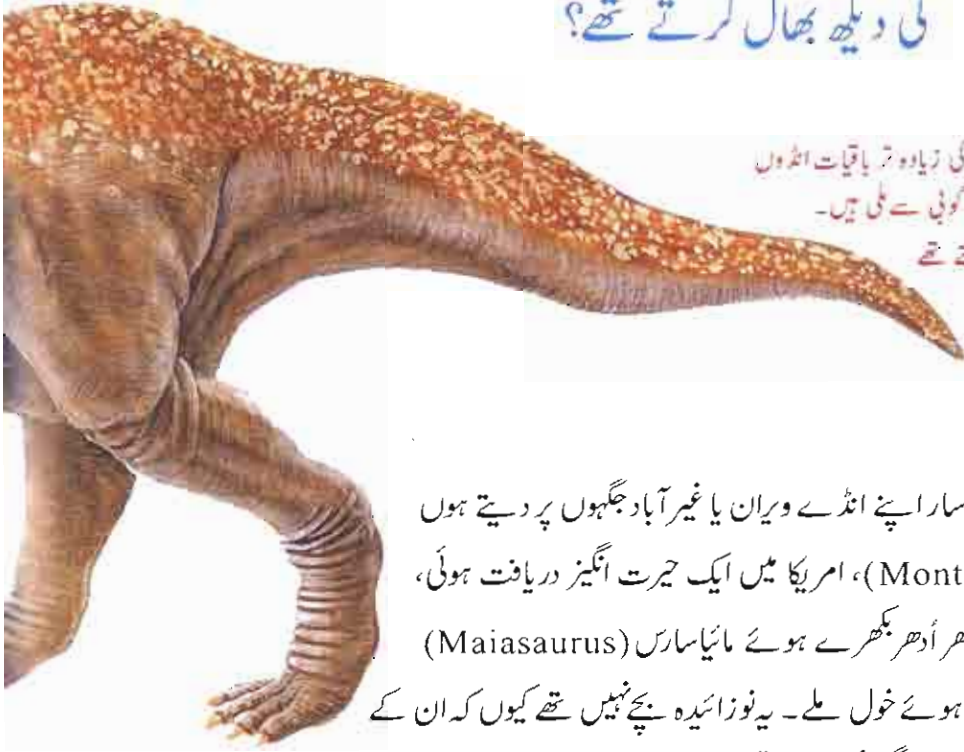 کی دیکھ بھال کرتے تھے؟
کی زیادہ تر باقیات انڈوں
گوبی سے ملی ہیں۔
تے تھے
سار اپنے انڈے ویران یا غیر آباد جگہوں پر دیتے ہوں
Mont)، امریکا میں ایک حیرت انگیز دریافت ہوئی،
ھر اُدھر بکھرے ہوئے مائیاسارس (Maiasaurus)
ہوئے خول ملے۔ یہ نوزائیدہ بچے نہیں تھے کیوں کہ ان کے